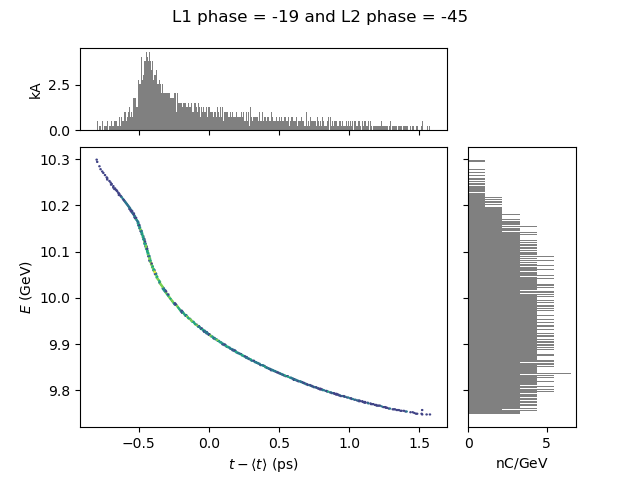 L1 phase = -19 and L2 phase = -45
kA
2.5
0.0
E (GeV)
10.3
10.2
10.1
10.0
9.9
9.8
−0.5 0.0 0.5 1.0 1.5
t − ⟨t⟩ (ps)
0 5
nC/GeV